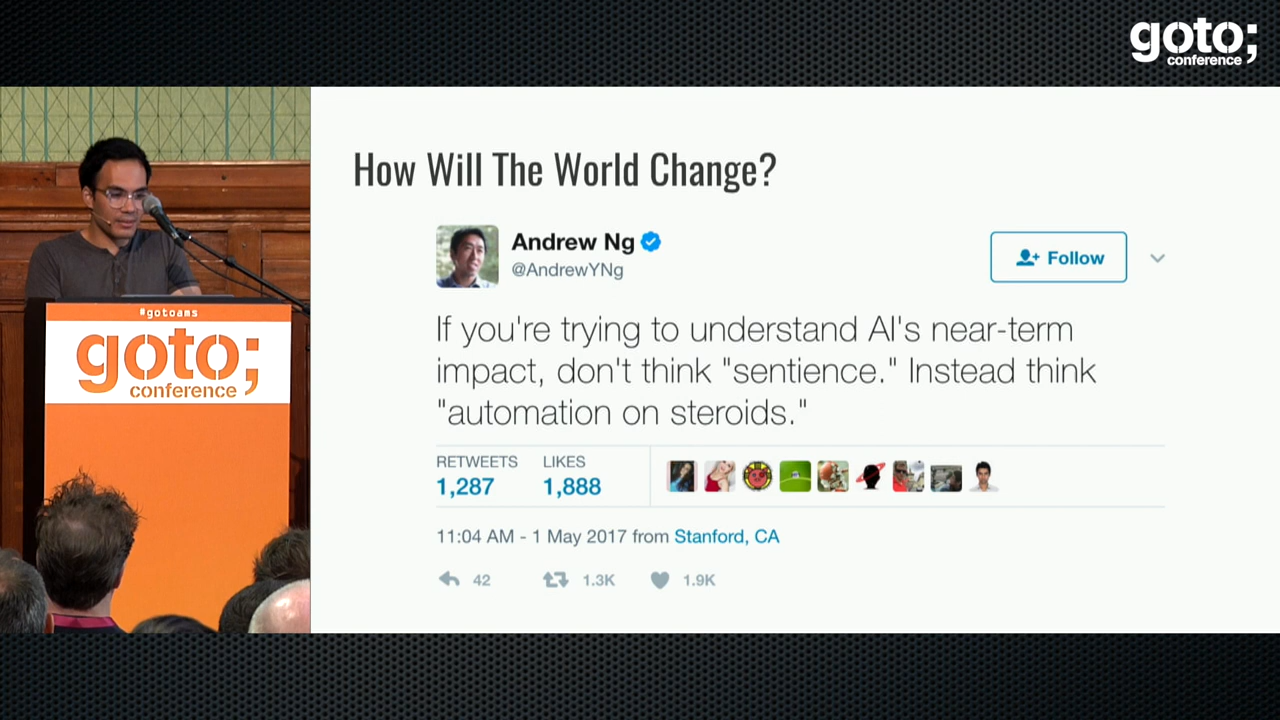 goto;
conference
How Will The World Change?
Andrew Ng
@AndrewYNg
Follow
If you're trying to understand AI's near-term
impact, don't think "sentience." Instead think
"automation on steroids."
RETWEETS LIKES
1,287 1,888
11:04 AM - 1 May 2017 from Stanford, CA
42 1.3K 1.9K
#gotoams
goto;
conference